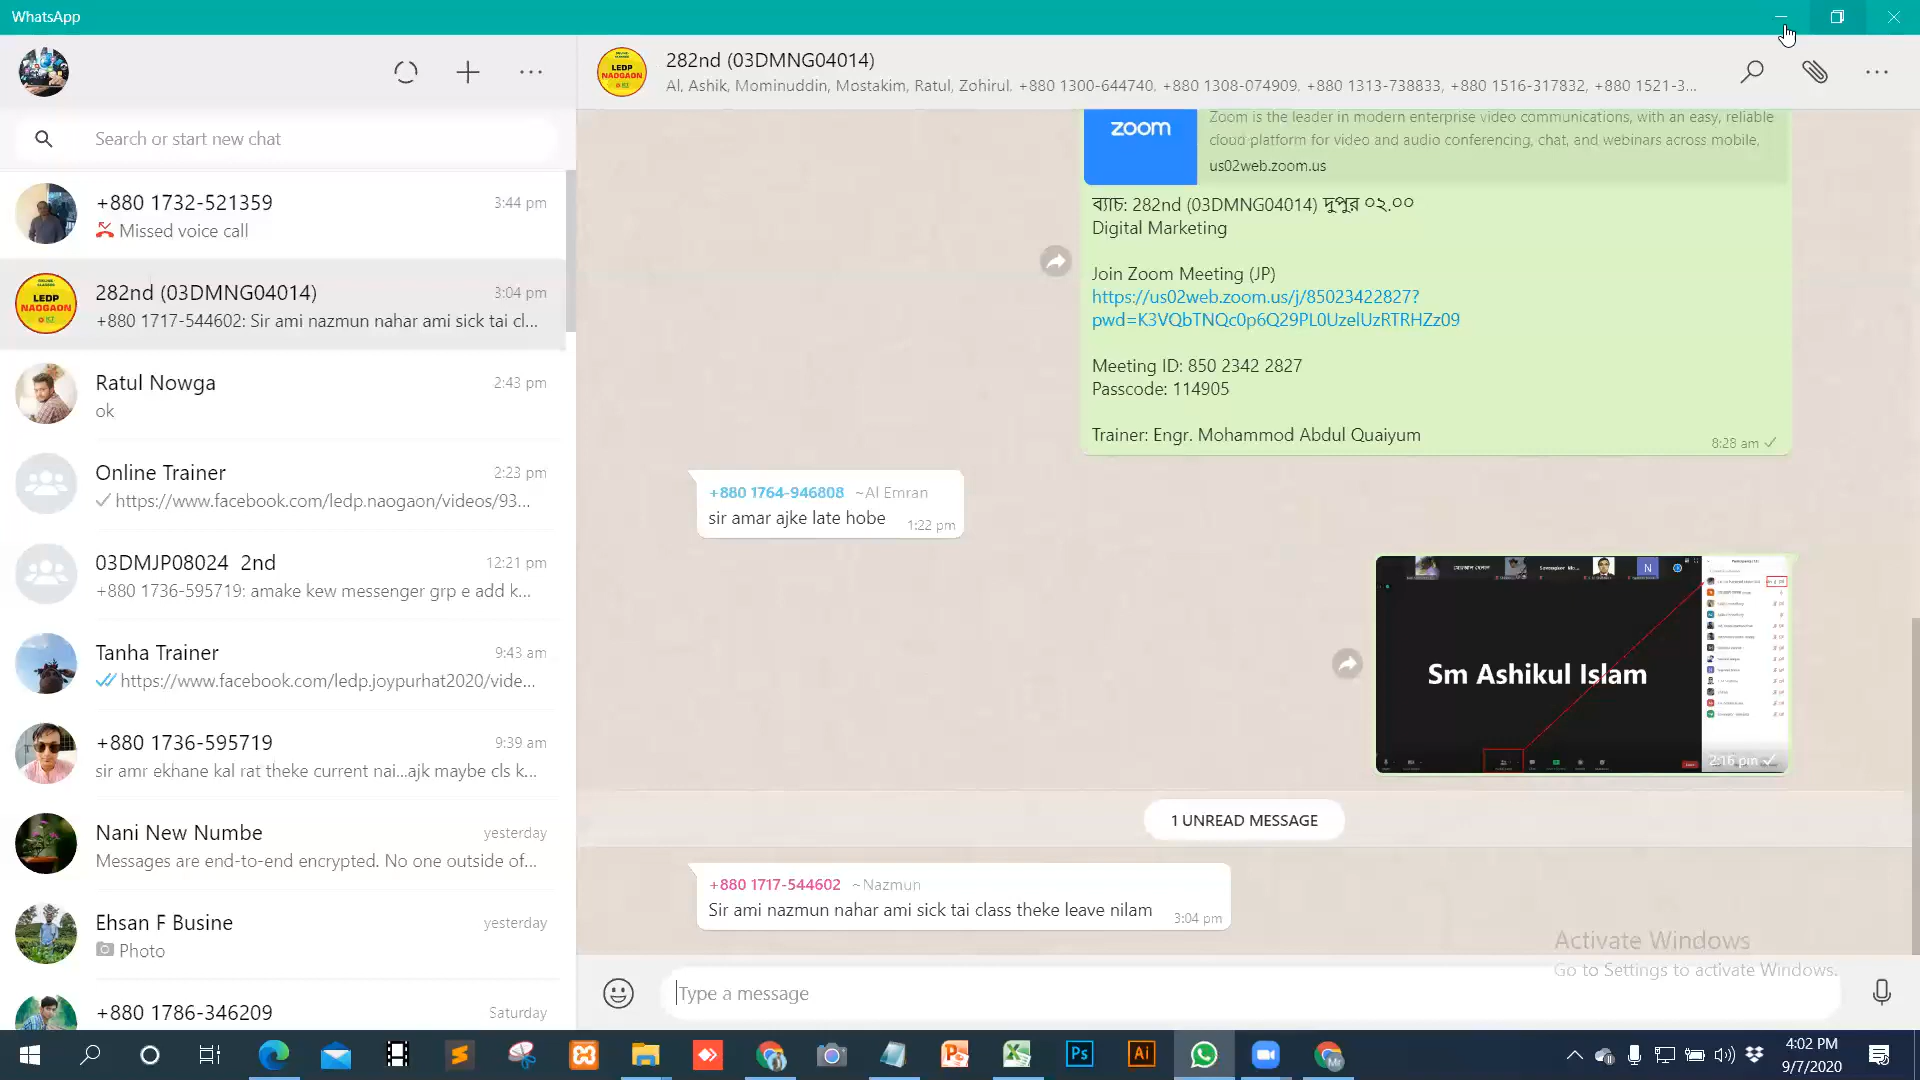 WhatsApp
282nd (03DMNG04014)
Al, Ashik, Mominuddin, Mostakim, Ratul, Zohirul. +880 1300-644740, +880 1308-074909, +880 1313-738833, +880 1516-317832, +880 1521-3...
Search or start new chat
+880 1732-521359
3:44 pm
Missed voice call
282nd (03DMNG04014)
3:04 pm
+880 1717-544602: Sir ami nazmun nahar ami sick tai cl...
Ratul Nowga
2:43 pm
ok
Online Trainer
2:23 pm
https://www.facebook.com/ledp.naogaon/videos/93...
03DMJP08024 2nd
12:21 pm
+880 1736-595719: amake kew messenger grp e add k...
Tanha Trainer
9:43 am
https://www.facebook.com/ledp.joypurhat2020/vide...
+880 1736-595719
9:39 am
sir amr ekhane kal rat theke current nai...ajk maybe cls k...
Nani New Numbe
yesterday
Messages are end-to-end encrypted. No one outside of...
Ehsan F Busine
yesterday
Photo
+880 1786-346209
Saturday
LEDP
NAOGAON
LEDP
NAOGAON
zoom
Zoom is the leader in modern enterprise video communications, with an easy, reliable
cloud platform for video and audio conferencing, chat, and webinars across mobile,
us02web.zoom.us
ব্যাচ: 282nd (03DMNG04014) দুপুর ০২.০০
Digital Marketing
Join Zoom Meeting (JP)
https://us02web.zoom.us/j/85023422827?
pwd=K3VQbTNQc0p6Q29PL0UzelUzRTRHZz09
Meeting ID: 850 2342 2827
Passcode: 114905
Trainer: Engr. Mohammod Abdul Quaiyum
8:28 am
+880 1764-946808 ~Al Emran
sir amar ajke late hobe
1:22 pm
N
Sm Ashikul Islam
2:16 pm
1 UNREAD MESSAGE
+880 1717-544602 ~Nazmun
Sir ami nazmun nahar ami sick tai class theke leave nilam
3:04 pm
Activate Windows
Go to Settings to activate Windows.
Type a message
Ps
Ai
4:02 PM
9/7/2020